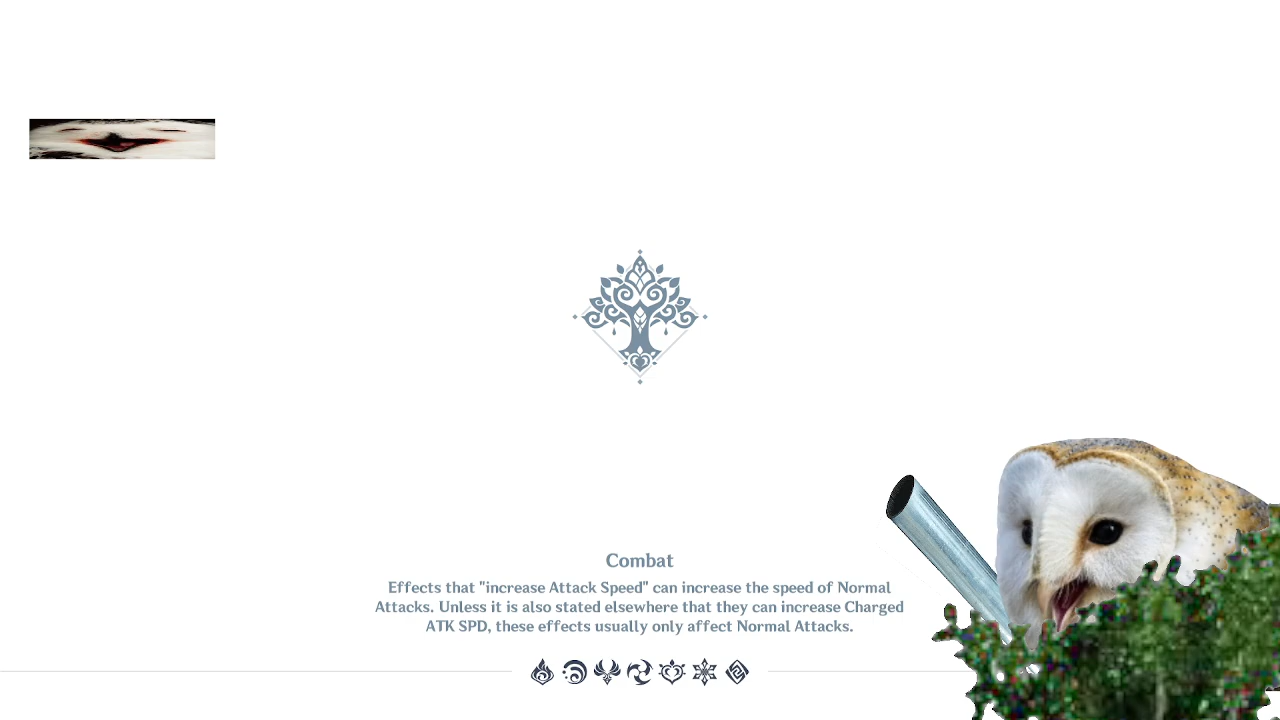 Combat
Effects that "increase Attack Speed" can increase the speed of Normal
Attacks. Unless it is also stated elsewhere that they can increase Charged
ATK SPD, these effects usually only affect Normal Attacks.